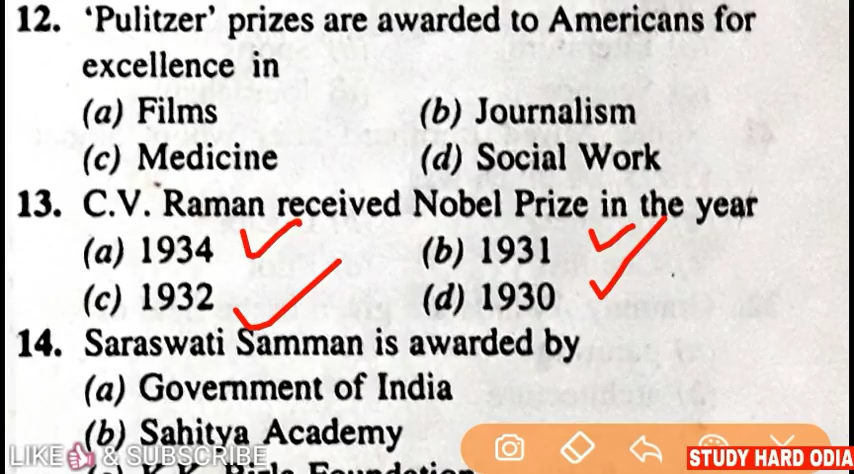 12. ‘Pulitzer’ prizes are awarded to Americans for
excellence in
(a) Films (b) Journalism
(c) Medicine (d) Social Work
13. C.V. Raman received Nobel Prize in the year
(a) 1934 (b) 1931
(c) 1932 (d) 1930
14. Saraswati Samman is awarded by
(a) Government of India
(b) Sahitya Academy
LIKE & SUBSCRIBE
STUDY HARD ODIA
K.K. Birla Foundation